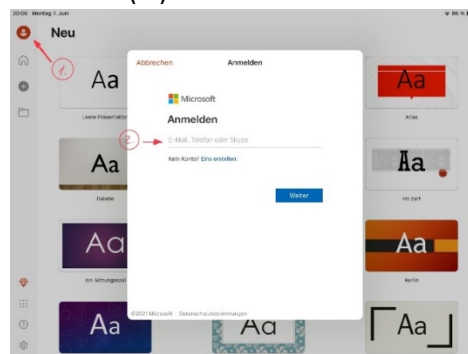 20:06 Montag 7. Juni
Neu
1.
Abbrechen
Anmelden
Microsoft
Anmelden
2.
E-Mail, Telefon oder Skype
Kein Konto? Eins erstellen!
Weiter
©2021 Microsoft Datenschutzbestimmungen
Aa
Leere Präsentation
Aa
Atlas
Aa
Galerie
Aa
Holzart
Aa
Ion-Sitzungssaal
Aa
Berlin
Aa
Aa
Aa